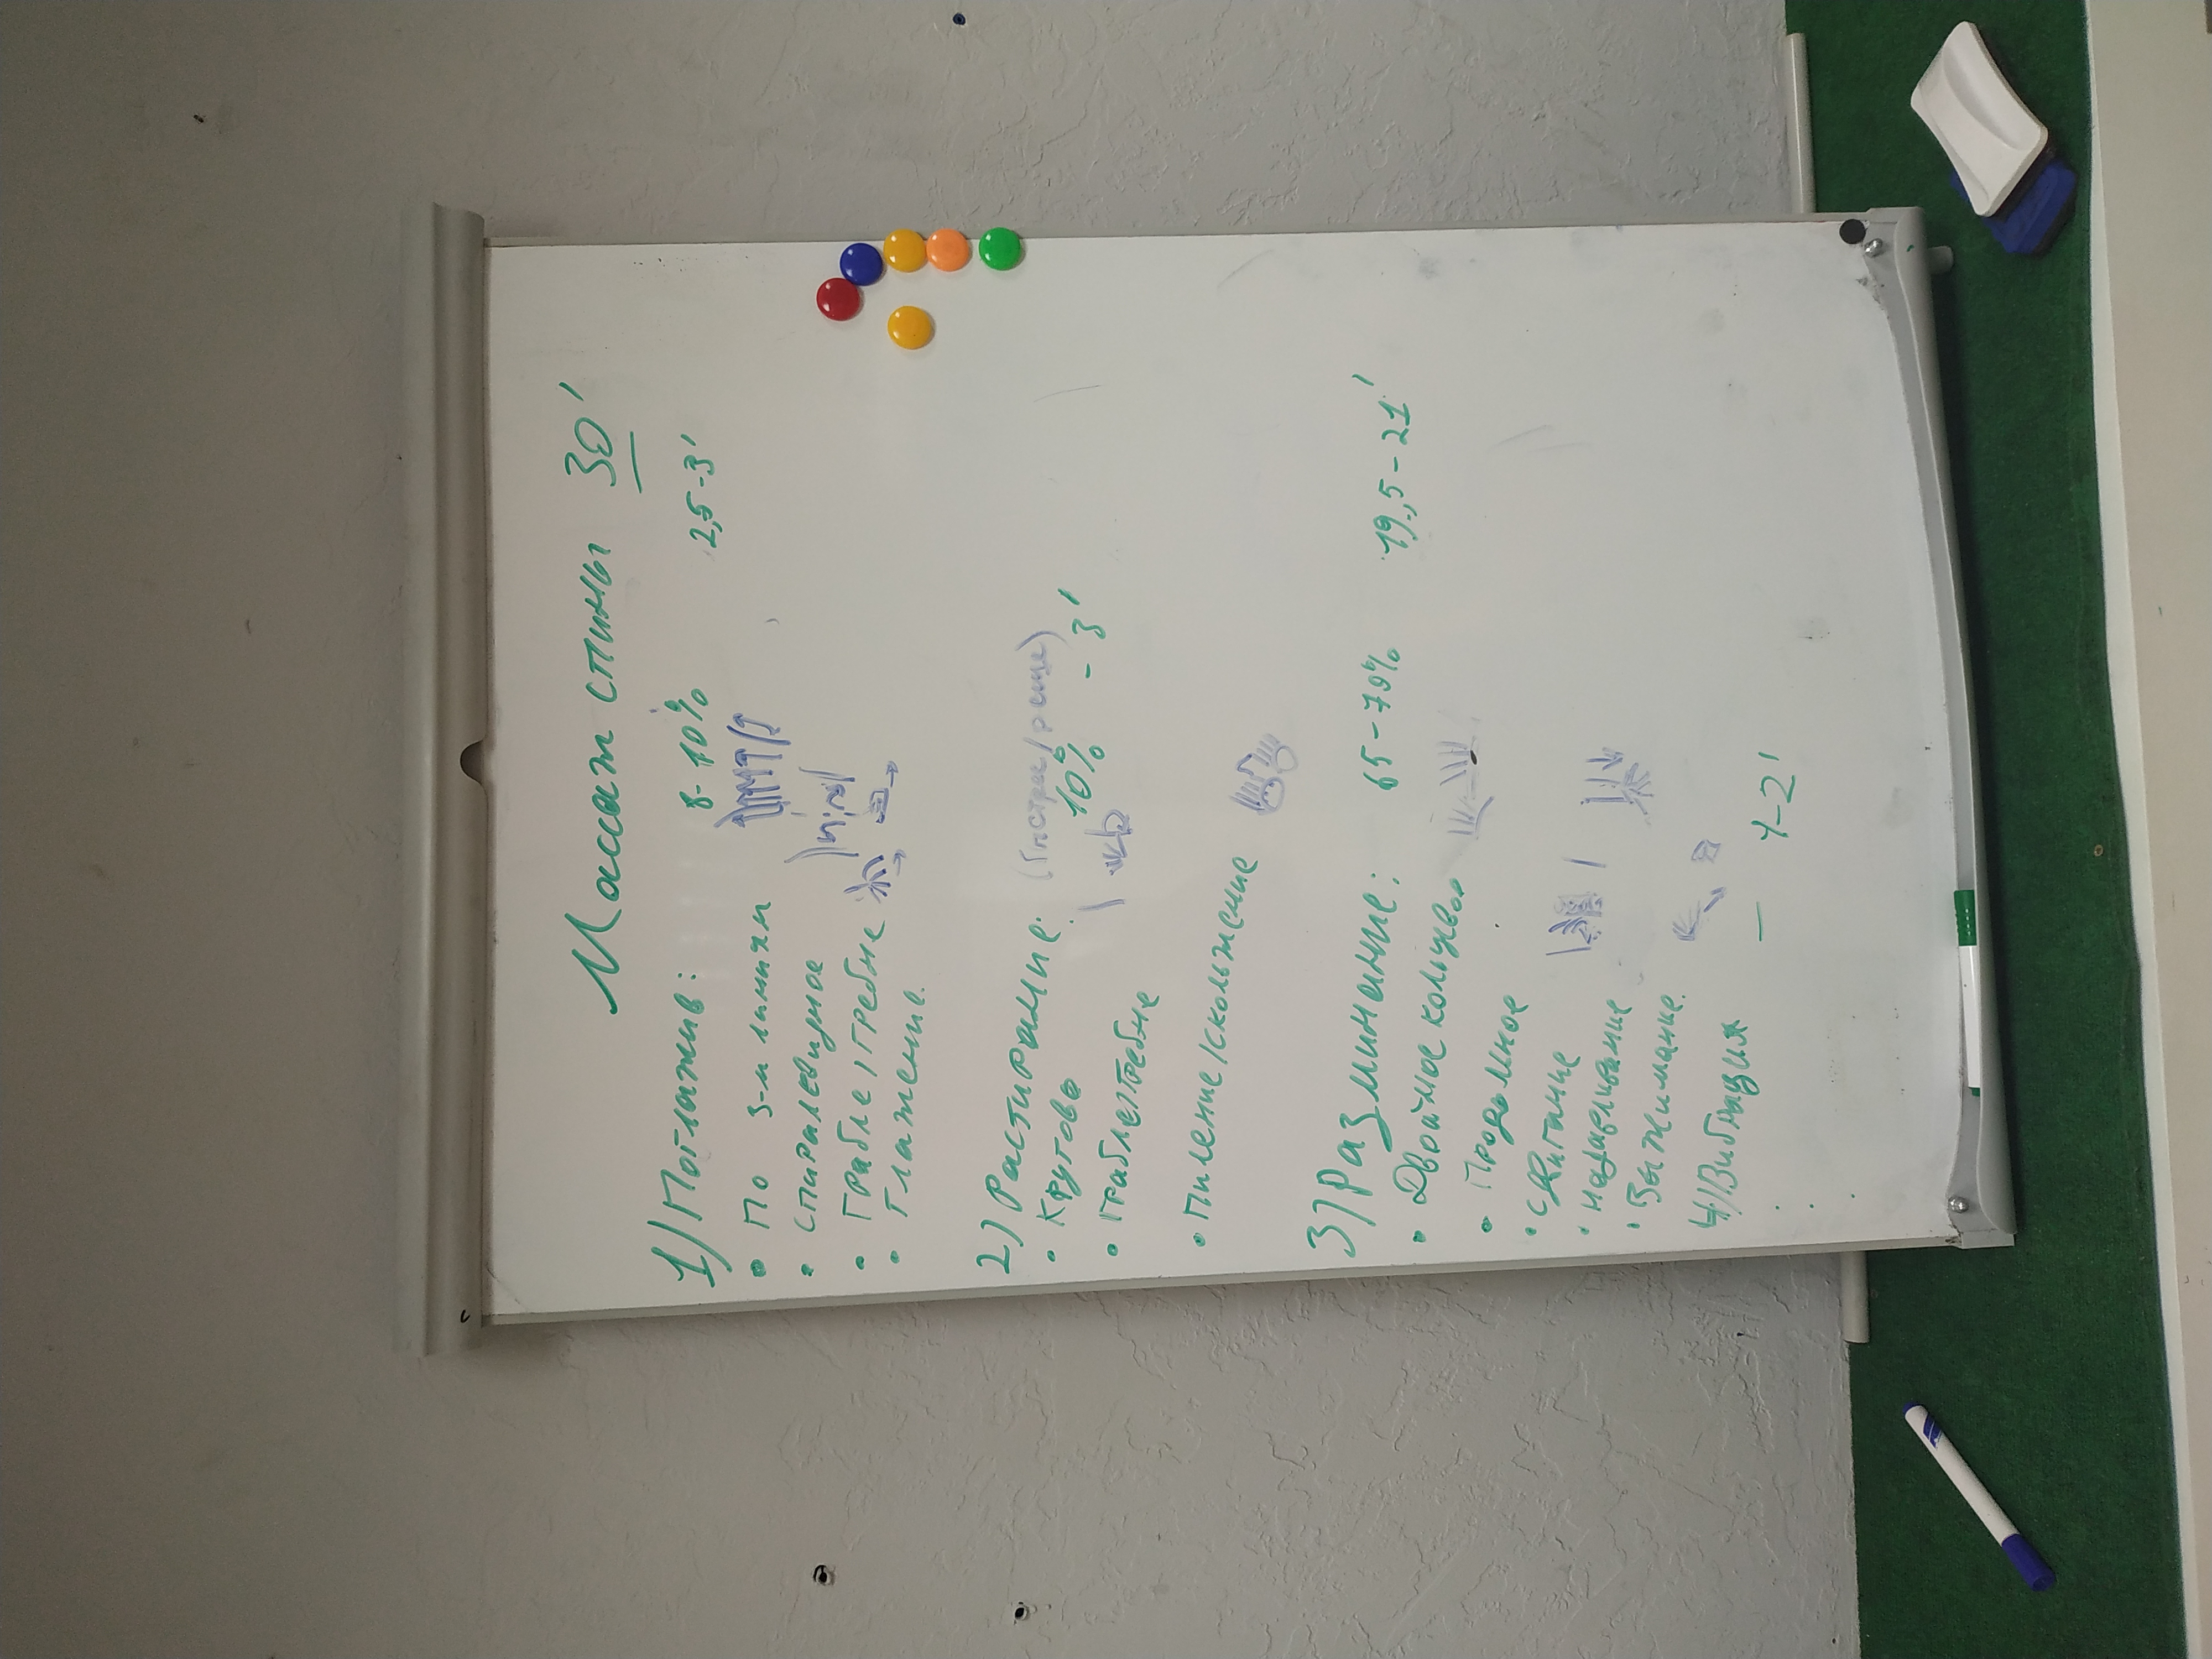 Массаж спины 30'
1) Поглажив: 8-10% 2,5-3'
• По 3-м линиям
• Спиралевидное
• Грабле/гребне
• Глажение.
2) Растирание: (быстрее/резче)
• Кругово 10% - 3'
• Грабле/гребне
• Пиление/скольжение
3) Разминание: 65-70% 19,5-21'
• Двойное кольцевое
• Продольное
• Сдвигание
• Надавливание
• Выжимание.
4) Вибрация — 1-2'